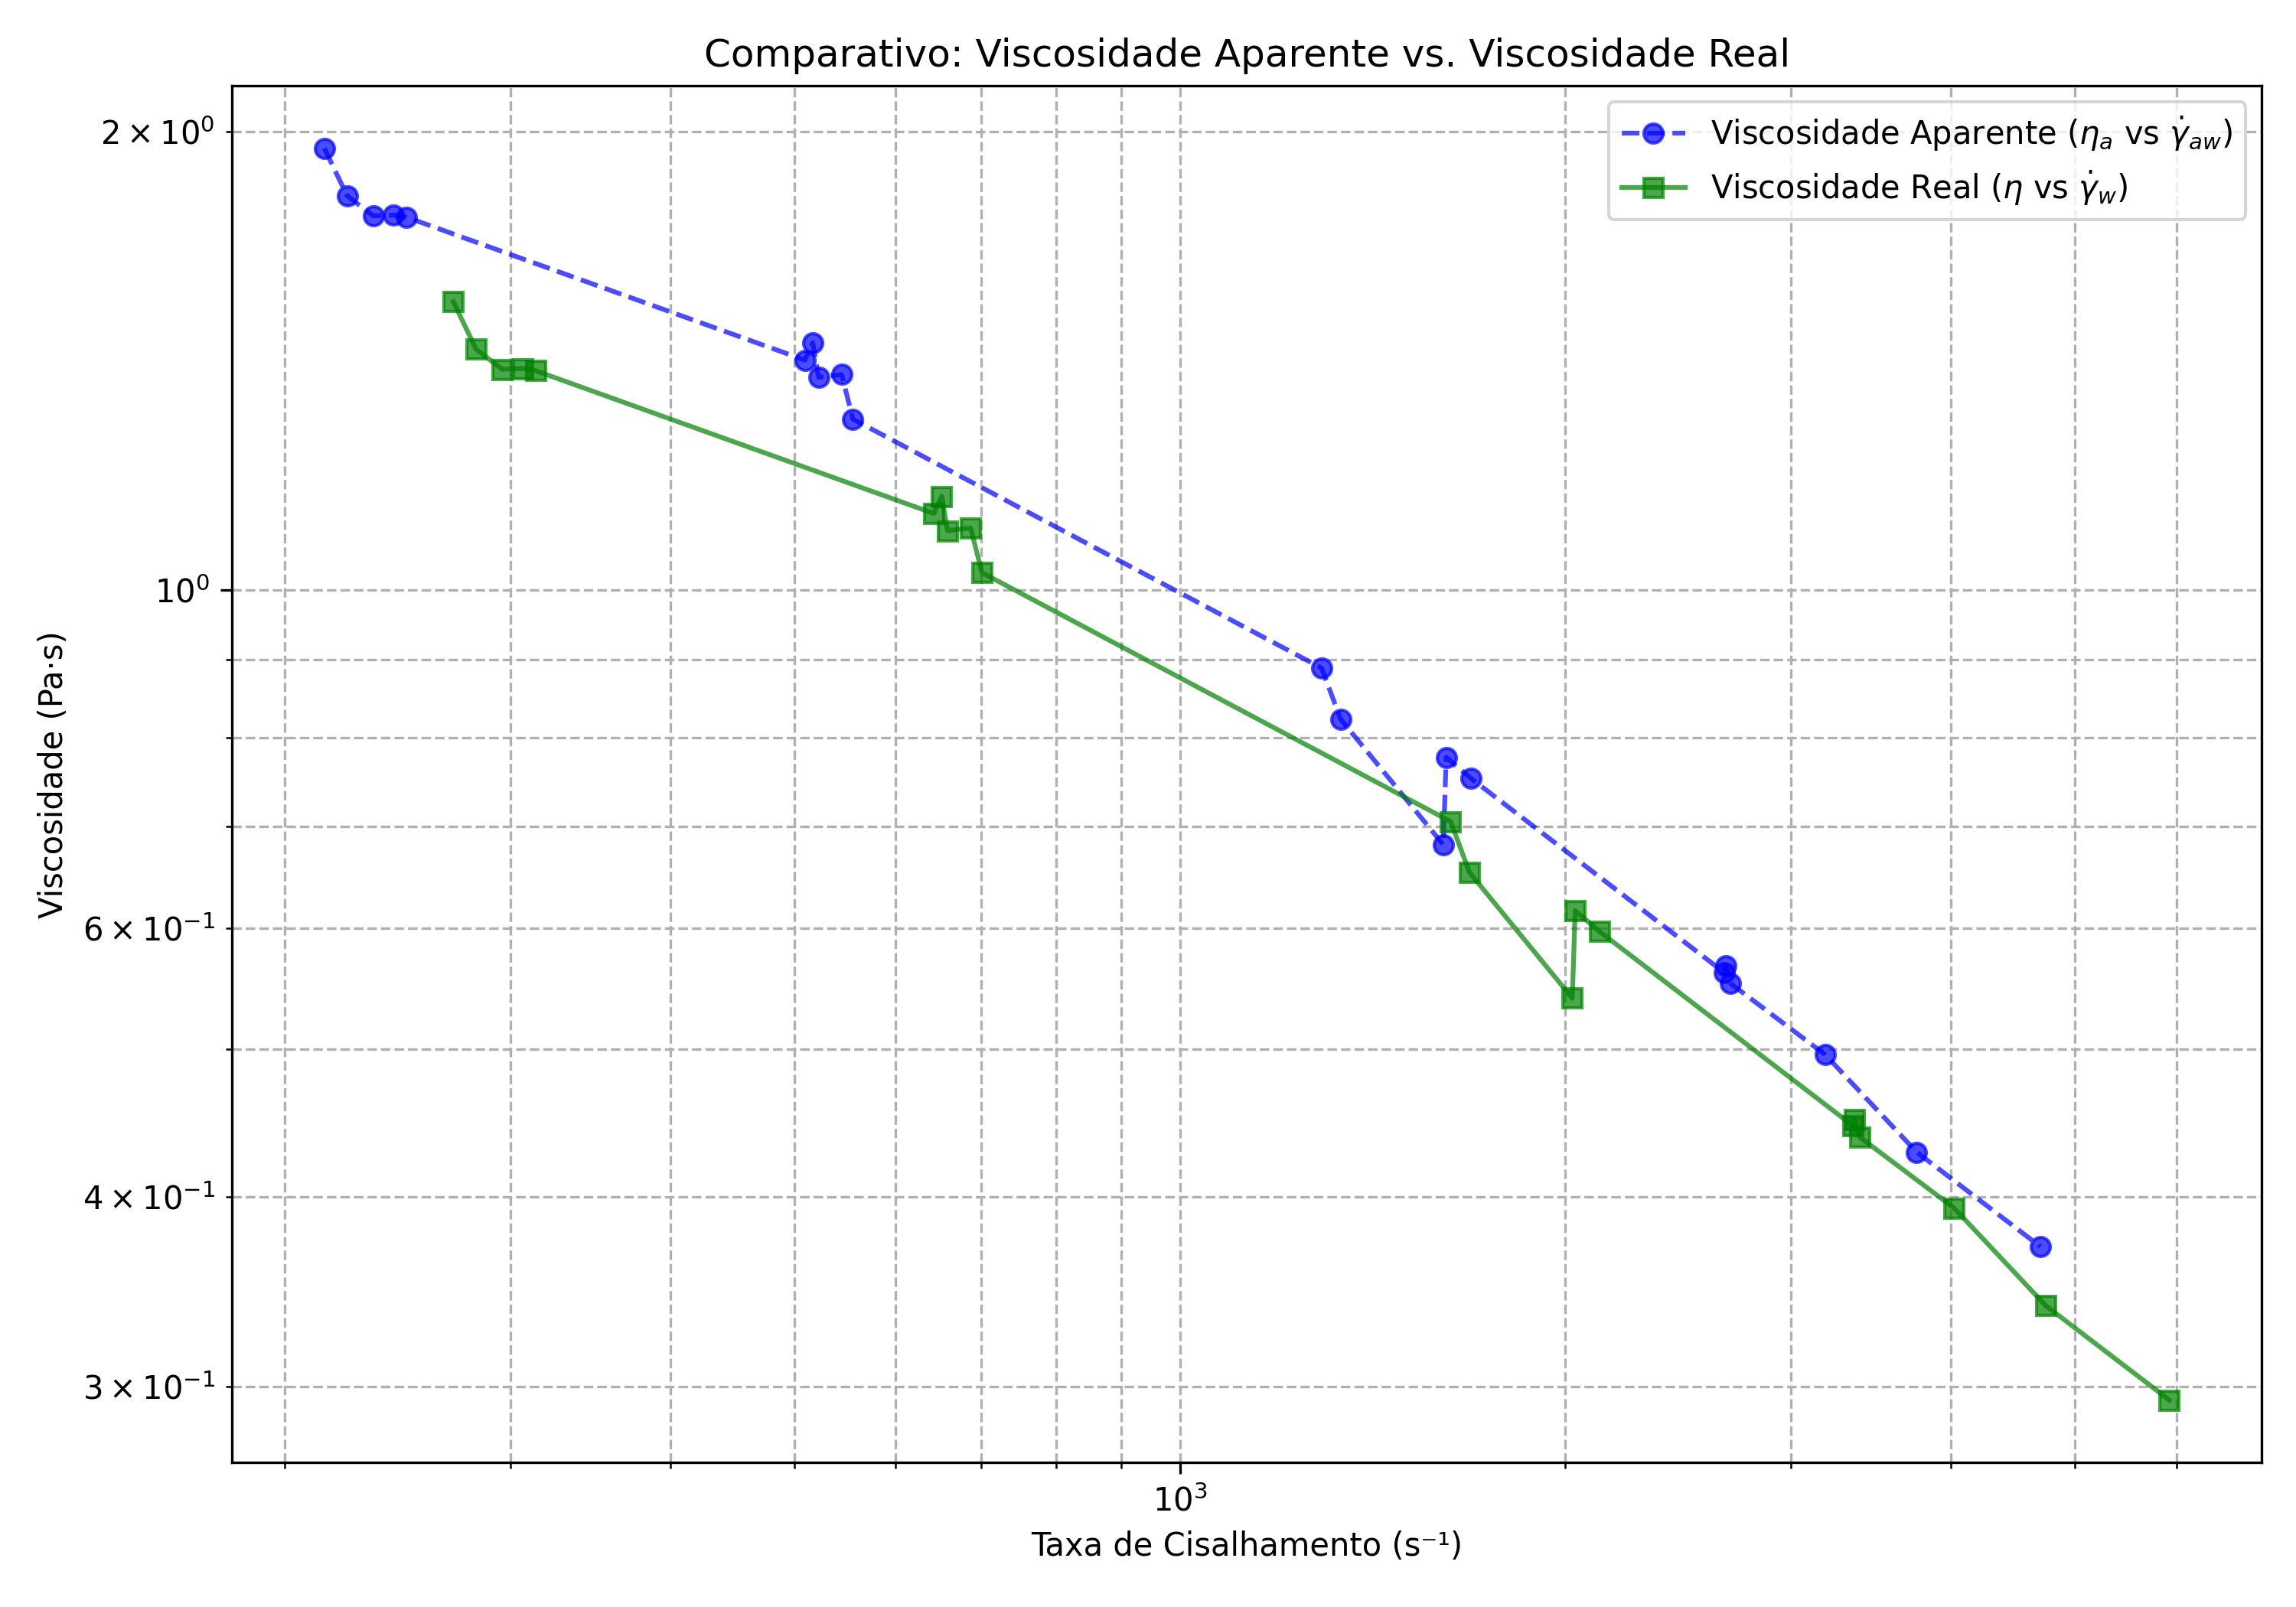 Comparativo: Viscosidade Aparente vs. Viscosidade Real
Viscosidade Aparente (ηₐ vs γ̇ₐw)
Viscosidade Real (η vs γ̇w)
2 × 10⁰
10⁰
6 × 10⁻¹
4 × 10⁻¹
3 × 10⁻¹
Viscosidade (Pa·s)
10³
Taxa de Cisalhamento (s⁻¹)